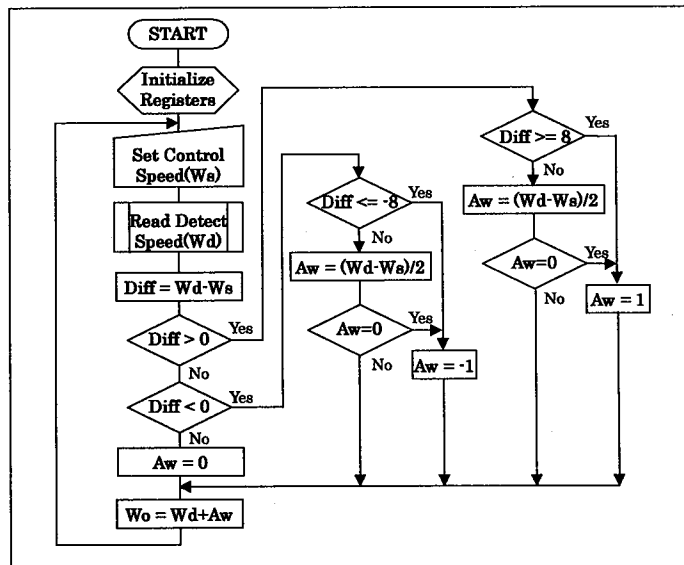 START
Initialize
Registers
Set Control
Speed(Ws)
Read Detect
Speed(Wd)
Diff = Wd-Ws
Diff > 0
Yes
No
Diff < 0
Yes
No
Aw = 0
Wo = Wd+Aw
Diff <= -8
Yes
No
Aw = (Wd-Ws)/2
Aw=0
Yes
No
Aw = -1
Diff >= 8
Yes
No
Aw = (Wd-Ws)/2
Aw=0
Yes
No
Aw = 1